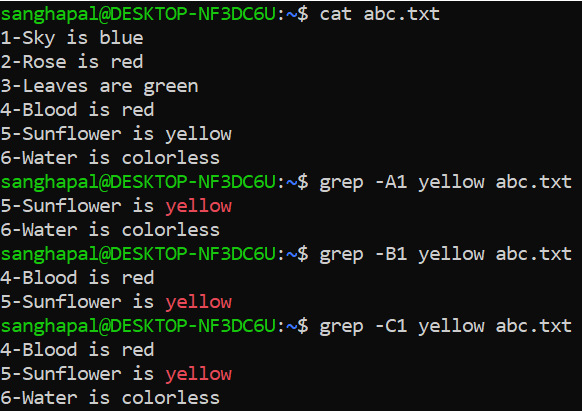 sanghapal@DESKTOP-NF3DC6U:~$ cat abc.txt
1-Sky is blue
2-Rose is red
3-Leaves are green
4-Blood is red
5-Sunflower is yellow
6-Water is colorless
sanghapal@DESKTOP-NF3DC6U:~$ grep -A1 yellow abc.txt
5-Sunflower is yellow
6-Water is colorless
sanghapal@DESKTOP-NF3DC6U:~$ grep -B1 yellow abc.txt
4-Blood is red
5-Sunflower is yellow
sanghapal@DESKTOP-NF3DC6U:~$ grep -C1 yellow abc.txt
4-Blood is red
5-Sunflower is yellow
6-Water is colorless